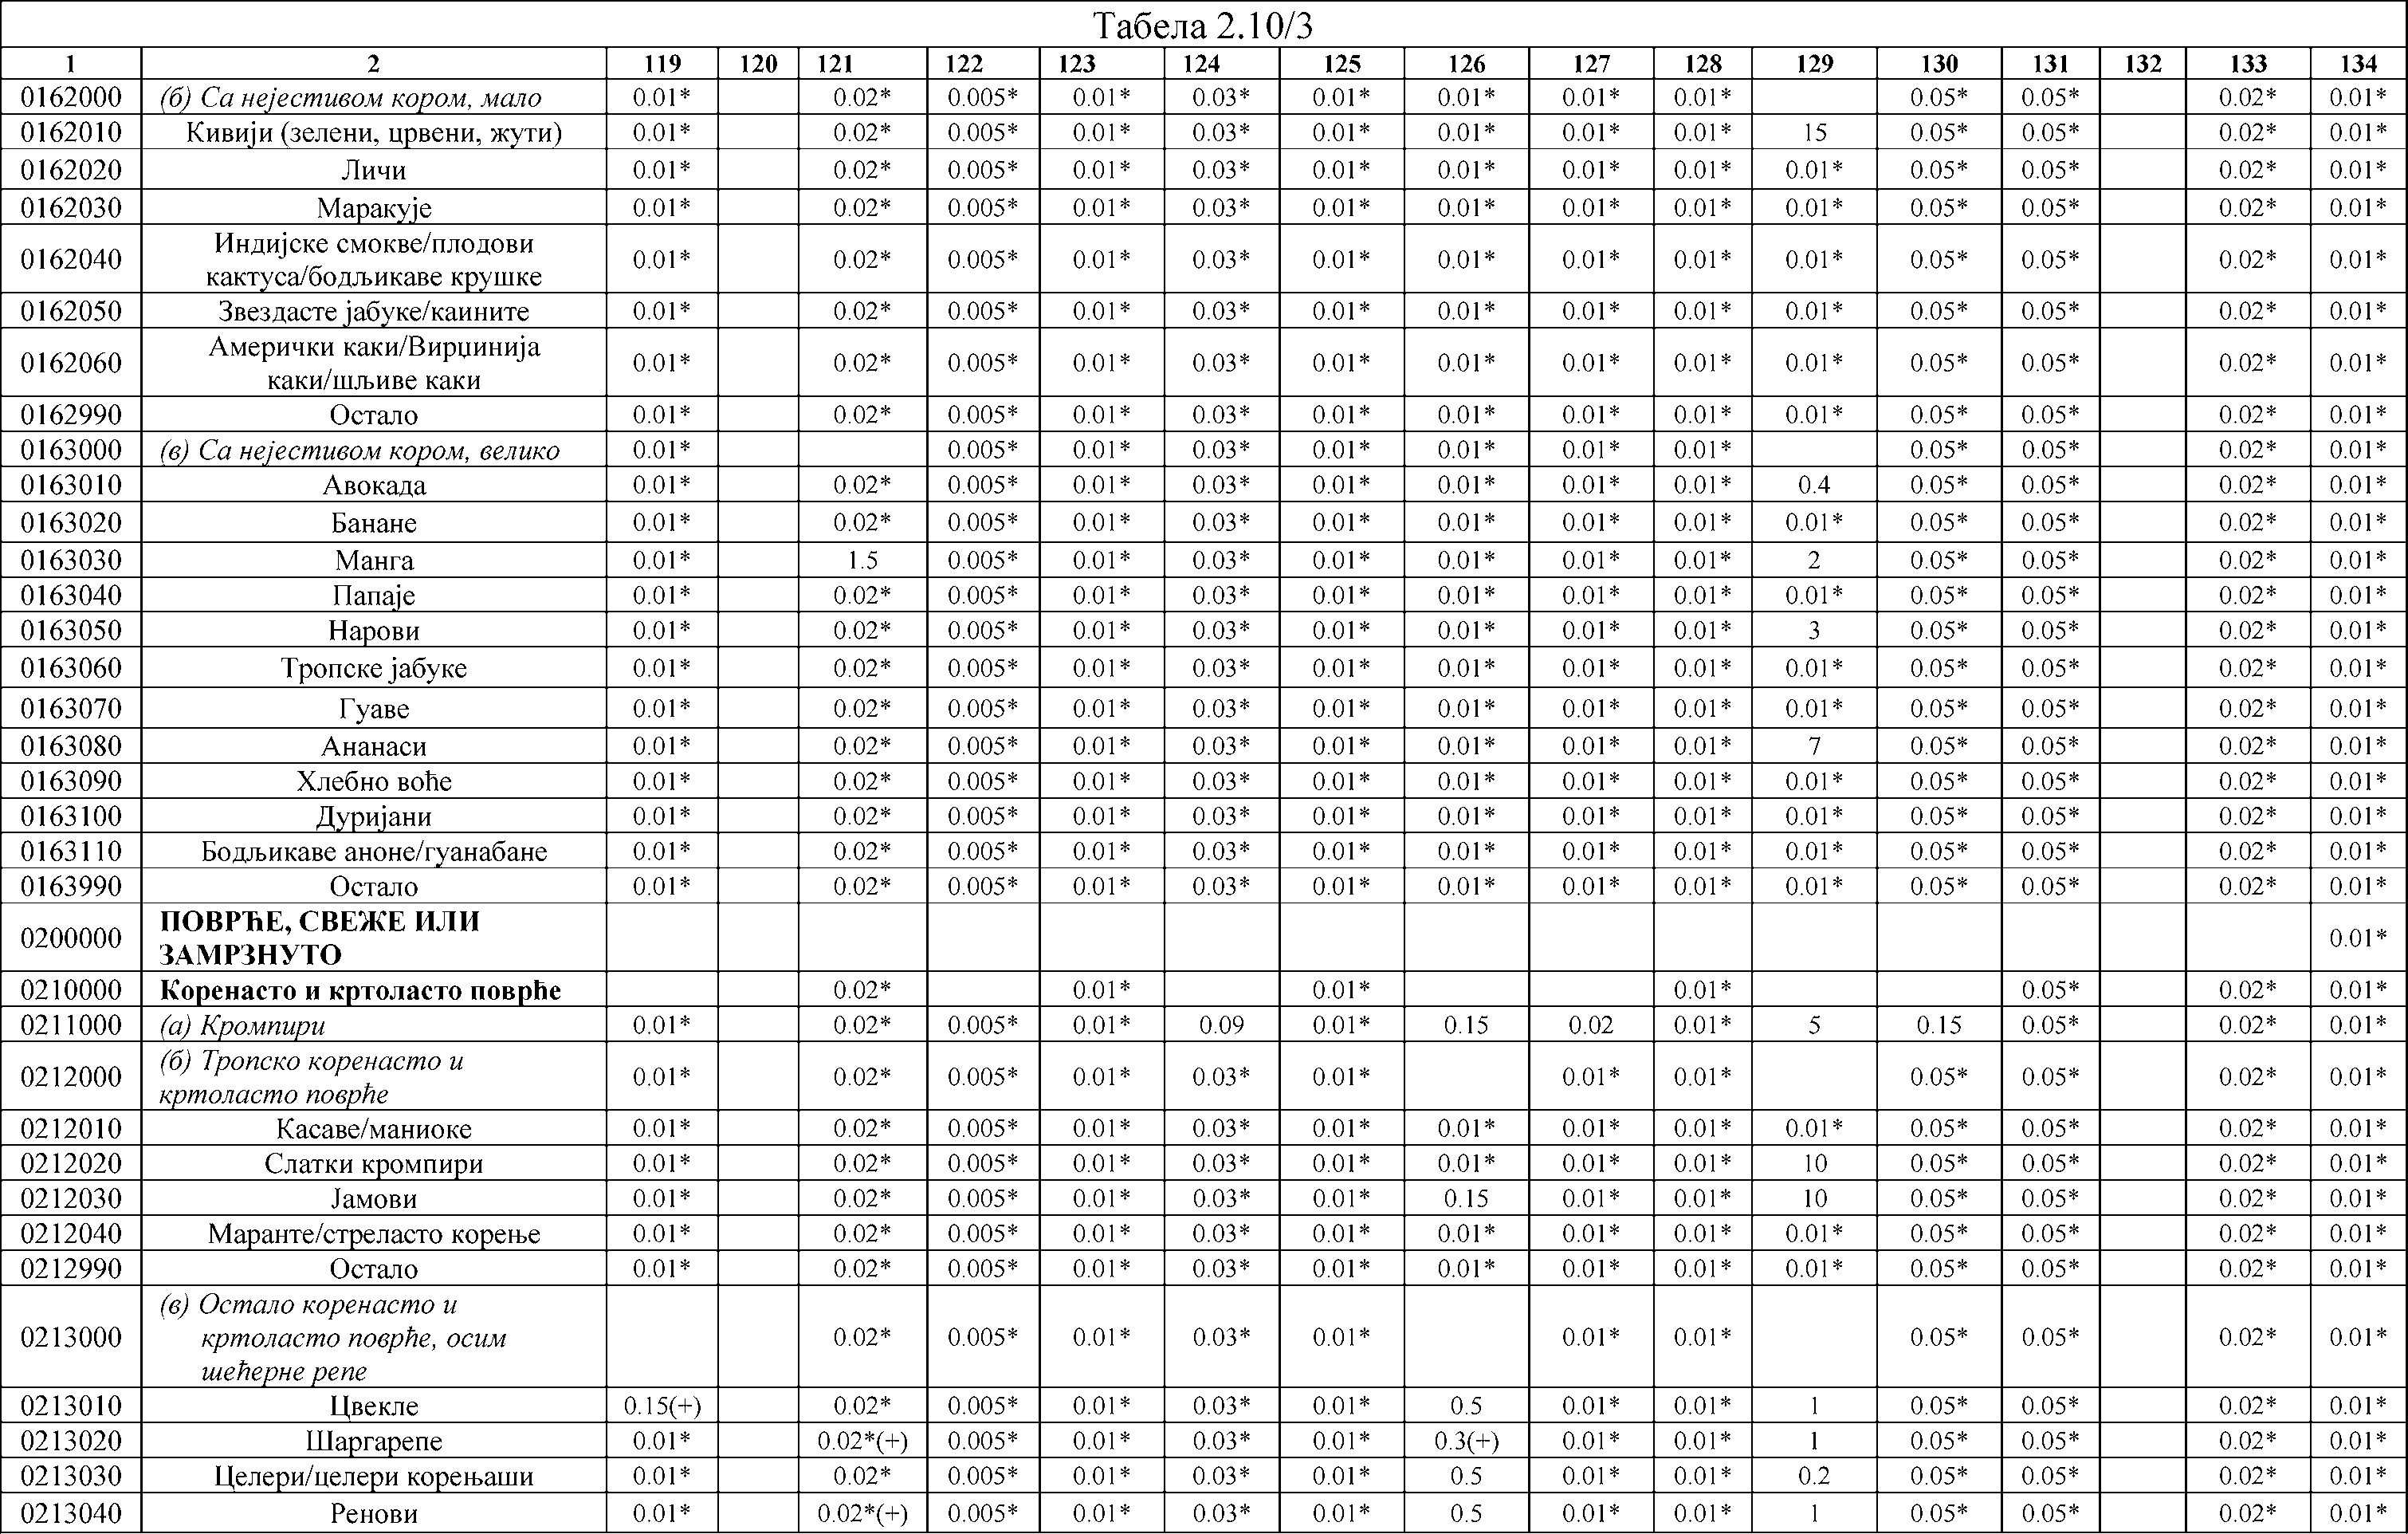 Табела 2.10/3
1 2 119 120 121 122 123 124 125 126 127 128 129 130 131 132 133 134
0162000 (б) Са нејестивом кором, мало 0.01* 0.02* 0.005* 0.01* 0.03* 0.01* 0.01* 0.01* 0.01* 0.05* 0.05* 0.02* 0.01*
0162010 Кивији (зелени, црвени, жути) 0.01* 0.02* 0.005* 0.01* 0.03* 0.01* 0.01* 0.01* 0.01* 15 0.05* 0.05* 0.02* 0.01*
0162020 Личи 0.01* 0.02* 0.005* 0.01* 0.03* 0.01* 0.01* 0.01* 0.01* 0.01* 0.05* 0.05* 0.02* 0.01*
0162030 Маракује 0.01* 0.02* 0.005* 0.01* 0.03* 0.01* 0.01* 0.01* 0.01* 0.01* 0.05* 0.05* 0.02* 0.01*
Индијске смокве/плодови
0162040 кактуса/бодљикаве крушке 0.01* 0.02* 0.005* 0.01* 0.03* 0.01* 0.01* 0.01* 0.01* 0.01* 0.05* 0.05* 0.02* 0.01*
0162050 Звездасте јабуке/каините 0.01* 0.02* 0.005* 0.01* 0.03* 0.01* 0.01* 0.01* 0.01* 0.01* 0.05* 0.05* 0.02* 0.01*
Амерички каки/Вирџинија
0162060 каки/шљиве каки 0.01* 0.02* 0.005* 0.01* 0.03* 0.01* 0.01* 0.01* 0.01* 0.01* 0.05* 0.05* 0.02* 0.01*
0162990 Остало 0.01* 0.02* 0.005* 0.01* 0.03* 0.01* 0.01* 0.01* 0.01* 0.01* 0.05* 0.05* 0.02* 0.01*
0163000 (в) Са нејестивом кором, велико 0.01* 0.005* 0.01* 0.03* 0.01* 0.01* 0.01* 0.01* 0.05* 0.05* 0.02* 0.01*
0163010 Авокада 0.01* 0.02* 0.005* 0.01* 0.03* 0.01* 0.01* 0.01* 0.01* 0.4 0.05* 0.05* 0.02* 0.01*
0163020 Банане 0.01* 0.02* 0.005* 0.01* 0.03* 0.01* 0.01* 0.01* 0.01* 0.01* 0.05* 0.05* 0.02* 0.01*
0163030 Манга 0.01* 1.5 0.005* 0.01* 0.03* 0.01* 0.01* 0.01* 0.01* 2 0.05* 0.05* 0.02* 0.01*
0163040 Папаје 0.01* 0.02* 0.005* 0.01* 0.03* 0.01* 0.01* 0.01* 0.01* 0.01* 0.05* 0.05* 0.02* 0.01*
0163050 Нарови 0.01* 0.02* 0.005* 0.01* 0.03* 0.01* 0.01* 0.01* 0.01* 3 0.05* 0.05* 0.02* 0.01*
0163060 Тропске јабуке 0.01* 0.02* 0.005* 0.01* 0.03* 0.01* 0.01* 0.01* 0.01* 0.01* 0.05* 0.05* 0.02* 0.01*
0163070 Гуаве 0.01* 0.02* 0.005* 0.01* 0.03* 0.01* 0.01* 0.01* 0.01* 0.01* 0.05* 0.05* 0.02* 0.01*
0163080 Ананаси 0.01* 0.02* 0.005* 0.01* 0.03* 0.01* 0.01* 0.01* 0.01* 7 0.05* 0.05* 0.02* 0.01*
0163090 Хлебно воће 0.01* 0.02* 0.005* 0.01* 0.03* 0.01* 0.01* 0.01* 0.01* 0.01* 0.05* 0.05* 0.02* 0.01*
0163100 Дуријани 0.01* 0.02* 0.005* 0.01* 0.03* 0.01* 0.01* 0.01* 0.01* 0.01* 0.05* 0.05* 0.02* 0.01*
0163110 Бодљикаве аноне/гуанабане 0.01* 0.02* 0.005* 0.01* 0.03* 0.01* 0.01* 0.01* 0.01* 0.01* 0.05* 0.05* 0.02* 0.01*
0163990 Остало 0.01* 0.02* 0.005* 0.01* 0.03* 0.01* 0.01* 0.01* 0.01* 0.01* 0.05* 0.05* 0.02* 0.01*
ПОВРЋЕ, СВЕЖЕ ИЛИ
0200000 ЗАМРЗНУТО 0.01*
0210000 Коренасто и кртоласто поврће 0.02* 0.01* 0.01* 0.01* 0.05* 0.02* 0.01*
0211000 (а) Кромпири 0.01* 0.02* 0.005* 0.01* 0.09 0.01* 0.15 0.02 0.01* 5 0.15 0.05* 0.02* 0.01*
(б) Тропско коренасто и
0212000 кртоласто поврће 0.01* 0.02* 0.005* 0.01* 0.03* 0.01* 0.01* 0.01* 0.05* 0.05* 0.02* 0.01*
0212010 Касаве/маниоке 0.01* 0.02* 0.005* 0.01* 0.03* 0.01* 0.01* 0.01* 0.01* 0.01* 0.05* 0.05* 0.02* 0.01*
0212020 Слатки кромпири 0.01* 0.02* 0.005* 0.01* 0.03* 0.01* 0.01* 0.01* 0.01* 10 0.05* 0.05* 0.02* 0.01*
0212030 Јамови 0.01* 0.02* 0.005* 0.01* 0.03* 0.01* 0.15 0.01* 0.01* 10 0.05* 0.05* 0.02* 0.01*
0212040 Маранте/стреласто корење 0.01* 0.02* 0.005* 0.01* 0.03* 0.01* 0.01* 0.01* 0.01* 0.01* 0.05* 0.05* 0.02* 0.01*
0212990 Остало 0.01* 0.02* 0.005* 0.01* 0.03* 0.01* 0.01* 0.01* 0.01* 0.01* 0.05* 0.05* 0.02* 0.01*
(в) Остало коренасто и
0213000 кртоласто поврће, осим 0.02* 0.005* 0.01* 0.03* 0.01* 0.01* 0.01* 0.05* 0.05* 0.02* 0.01*
шећерне репе
0213010 Цвекле 0.15(+) 0.02* 0.005* 0.01* 0.03* 0.01* 0.5 0.01* 0.01* 1 0.05* 0.05* 0.02* 0.01*
0213020 Шаргарепе 0.01* 0.02*(+) 0.005* 0.01* 0.03* 0.01* 0.3(+) 0.01* 0.01* 1 0.05* 0.05* 0.02* 0.01*
0213030 Целери/целери корењаши 0.01* 0.02* 0.005* 0.01* 0.03* 0.01* 0.5 0.01* 0.01* 0.2 0.05* 0.05* 0.02* 0.01*
0213040 Ренови 0.01* 0.02*(+) 0.005* 0.01* 0.03* 0.01* 0.5 0.01* 0.01* 1 0.05* 0.05* 0.02* 0.01*